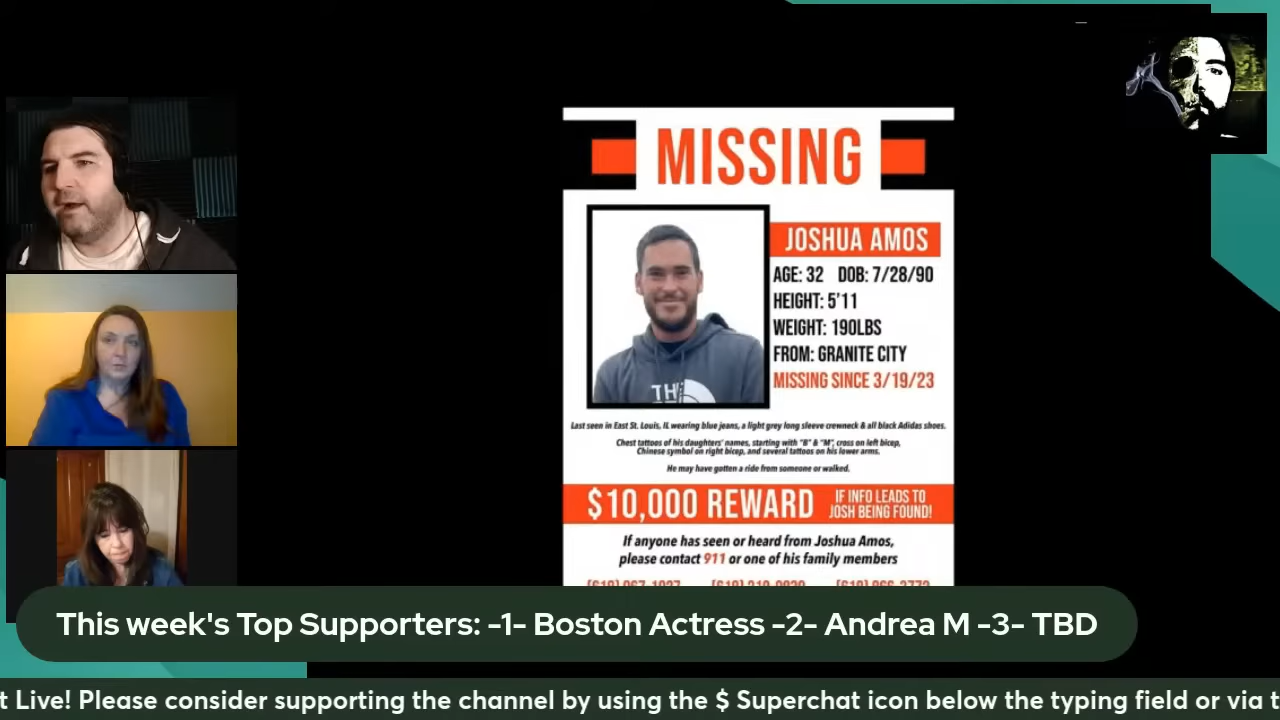 MISSING
JOSHUA AMOS
AGE: 32 DOB: 7/28/90
HEIGHT: 5'11
WEIGHT: 190LBS
FROM: GRANITE CITY
MISSING SINCE 3/19/23
Last seen in East St. Louis, IL wearing blue jeans, a light grey long sleeve crewneck & all black Adidas shoes.
Chest tattoos of his daughters' names, starting with "B" & "M", cross on left bicep,
Chinese symbol on right bicep, and several tattoos on his lower arms.
He may have gotten a ride from someone or walked.
$10,000 REWARD
IF INFO LEADS TO
JOSH BEING FOUND!
If anyone has seen or heard from Joshua Amos,
please contact 911 or one of his family members
This week's Top Supporters: -1- Boston Actress -2- Andrea M -3- TBD
t Live! Please consider supporting the channel by using the $ Superchat icon below the typing field or via t